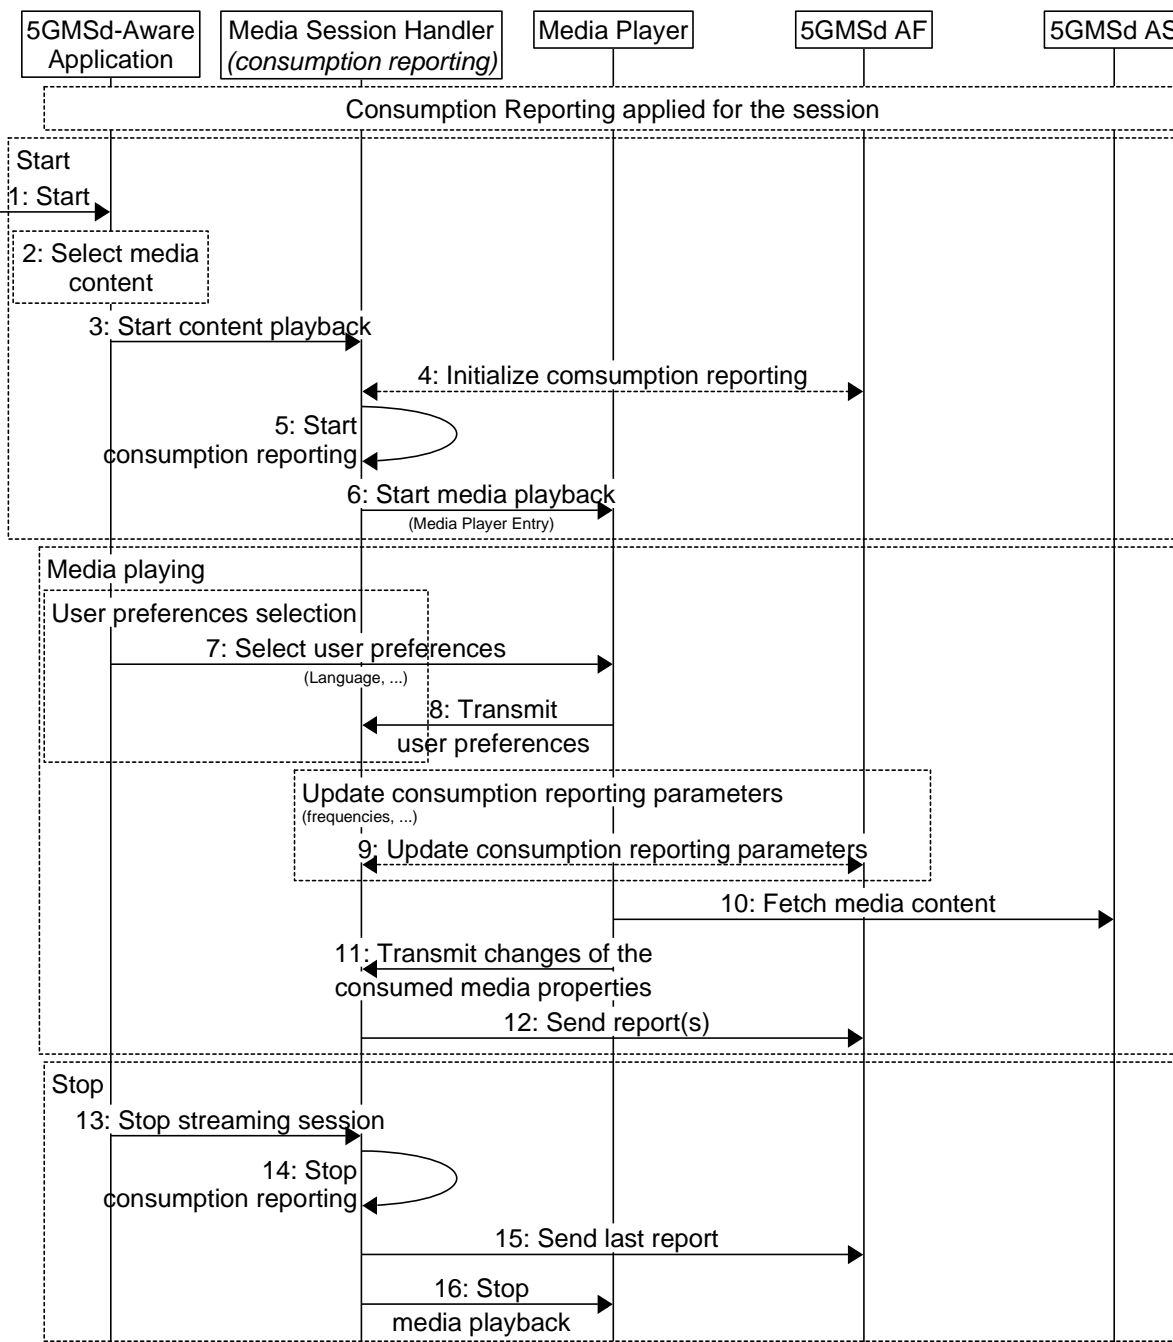 5GMSd-Aware
Application
Media Session Handler
(consumption reporting)
Media Player
5GMSd AF
5GMSd AS
Consumption Reporting applied for the session
Start
1: Start
2: Select media
content
3: Start content playback
4: Initialize comsumption reporting
5: Start
consumption reporting
6: Start media playback
(Media Player Entry)
Media playing
User preferences selection
7: Select user preferences
(Language, ...)
8: Transmit
user preferences
Update consumption reporting parameters
(frequencies, ...)
9: Update consumption reporting parameters
10: Fetch media content
11: Transmit changes of the
consumed media properties
12: Send report(s)
Stop
13: Stop streaming session
14: Stop
consumption reporting
15: Send last report
16: Stop
media playback